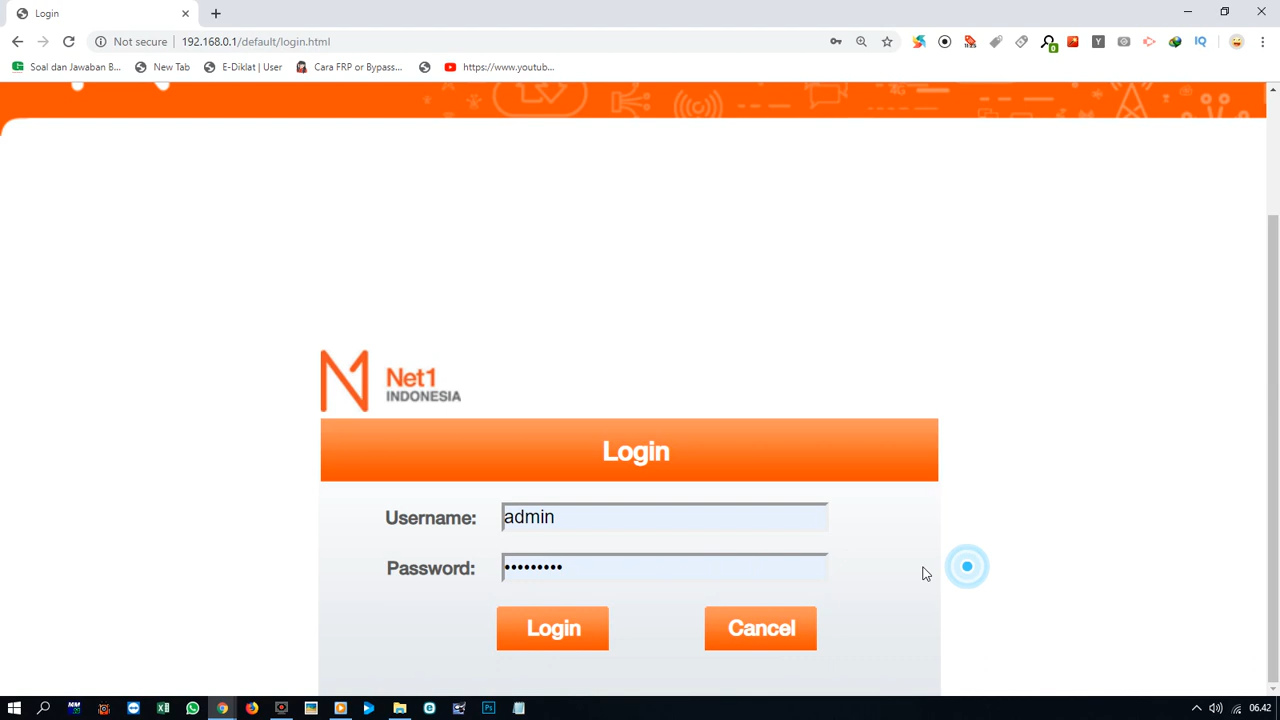 Login
Not secure
192.168.0.1/default/login.html
Soal dan Jawaban B...
New Tab
E-Diklat | User
Cara FRP or Bypass...
https://www.youtub...
Net1
INDONESIA
Login
Username:
admin
Password:
•••••••••
Login
Cancel
06.42